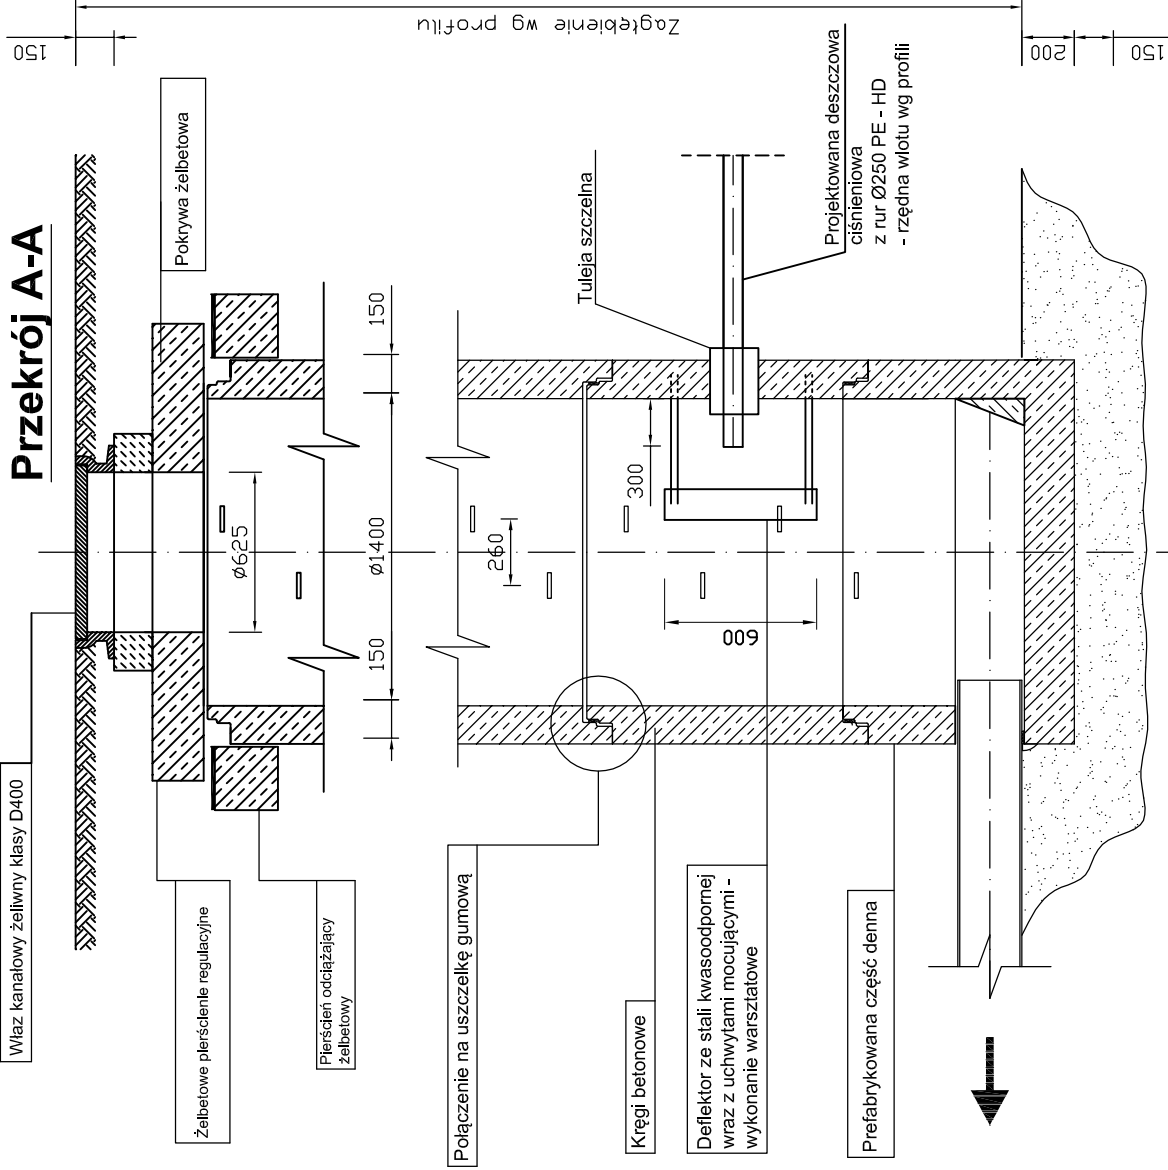 Przekrój A-A
Właz kanałowy żeliwny klasy D400
Pokrywa żelbetowa
Żelbetowe pierścienie regulacyjne
Pierścień odciążający
żelbetowy
Połączenie na uszczelkę gumową
Kręgi betonowe
Deflektor ze stali kwasoodpornej
wraz z uchwytami mocującymi -
wykonanie warsztatowe
Prefabrykowana część denna
Tuleja szczelna
Projektowana deszczowa
ciśnieniowa
z rur Ø250 PE - HD
- rzędna wlotu wg profili
Zagłębienie wg profilu
150
200
150
Ø625
150
Ø1400
150
260
300
600